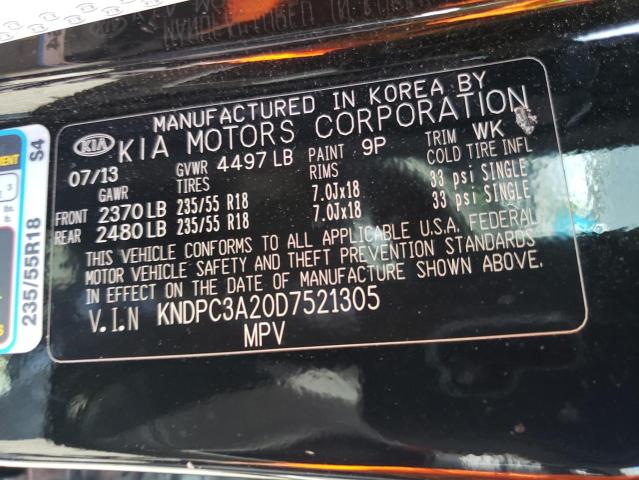 MANUFACTURED IN KOREA BY
KIA KIA MOTORS CORPORATION
07/13 GVWR 4497 LB PAINT 9P TRIM WK
GAWR TIRES RIMS COLD TIRE INFL
FRONT 2370 LB 235/55 R18 7.0Jx18 33 psi SINGLE
REAR 2480 LB 235/55 R18 7.0Jx18 33 psi SINGLE
THIS VEHICLE CONFORMS TO ALL APPLICABLE U.S.A. FEDERAL
MOTOR VEHICLE SAFETY AND THEFT PREVENTION STANDARDS
IN EFFECT ON THE DATE OF MANUFACTURE SHOWN ABOVE.
V.I.N KNDPC3A20D7521305
MPV
235/55R18 S4